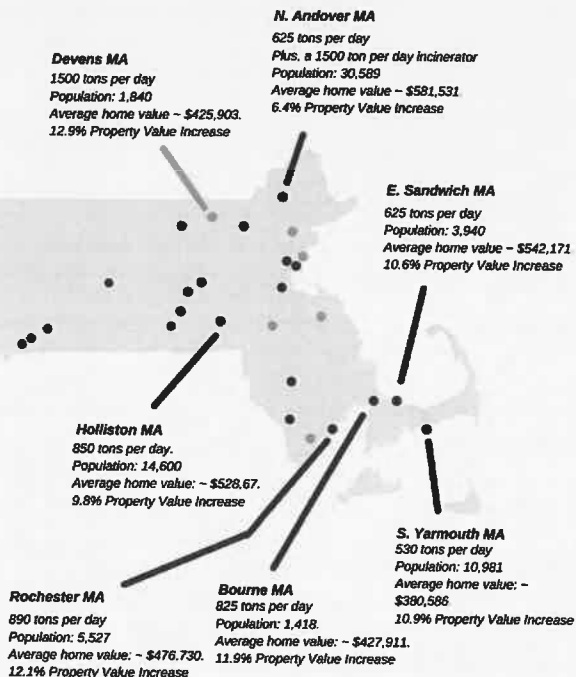 N. Andover MA
625 tons per day
Plus, a 1500 ton per day incinerator
Population: 30,589
Average home value ~ $581,531
6.4% Property Value Increase
Devens MA
1500 tons per day
Population: 1,840
Average home value ~ $425,903.
12.9% Property Value Increase
E. Sandwich MA
625 tons per day
Population: 3,940
Average home value ~ $542,171
10.6% Property Value Increase
Holliston MA
850 tons per day.
Population: 14,600
Average home value: ~ $528.67.
9.8% Property Value Increase
S. Yarmouth MA
530 tons per day
Population: 10,981
Average home value: ~
$380,586
10.9% Property Value Increase
Rochester MA
890 tons per day
Population: 5,527
Average home value: ~ $476.730.
12.1% Property Value Increase
Bourne MA
825 tons per day
Population: 1,418.
Average home value: ~ $427,911.
11.9% Property Value Increase